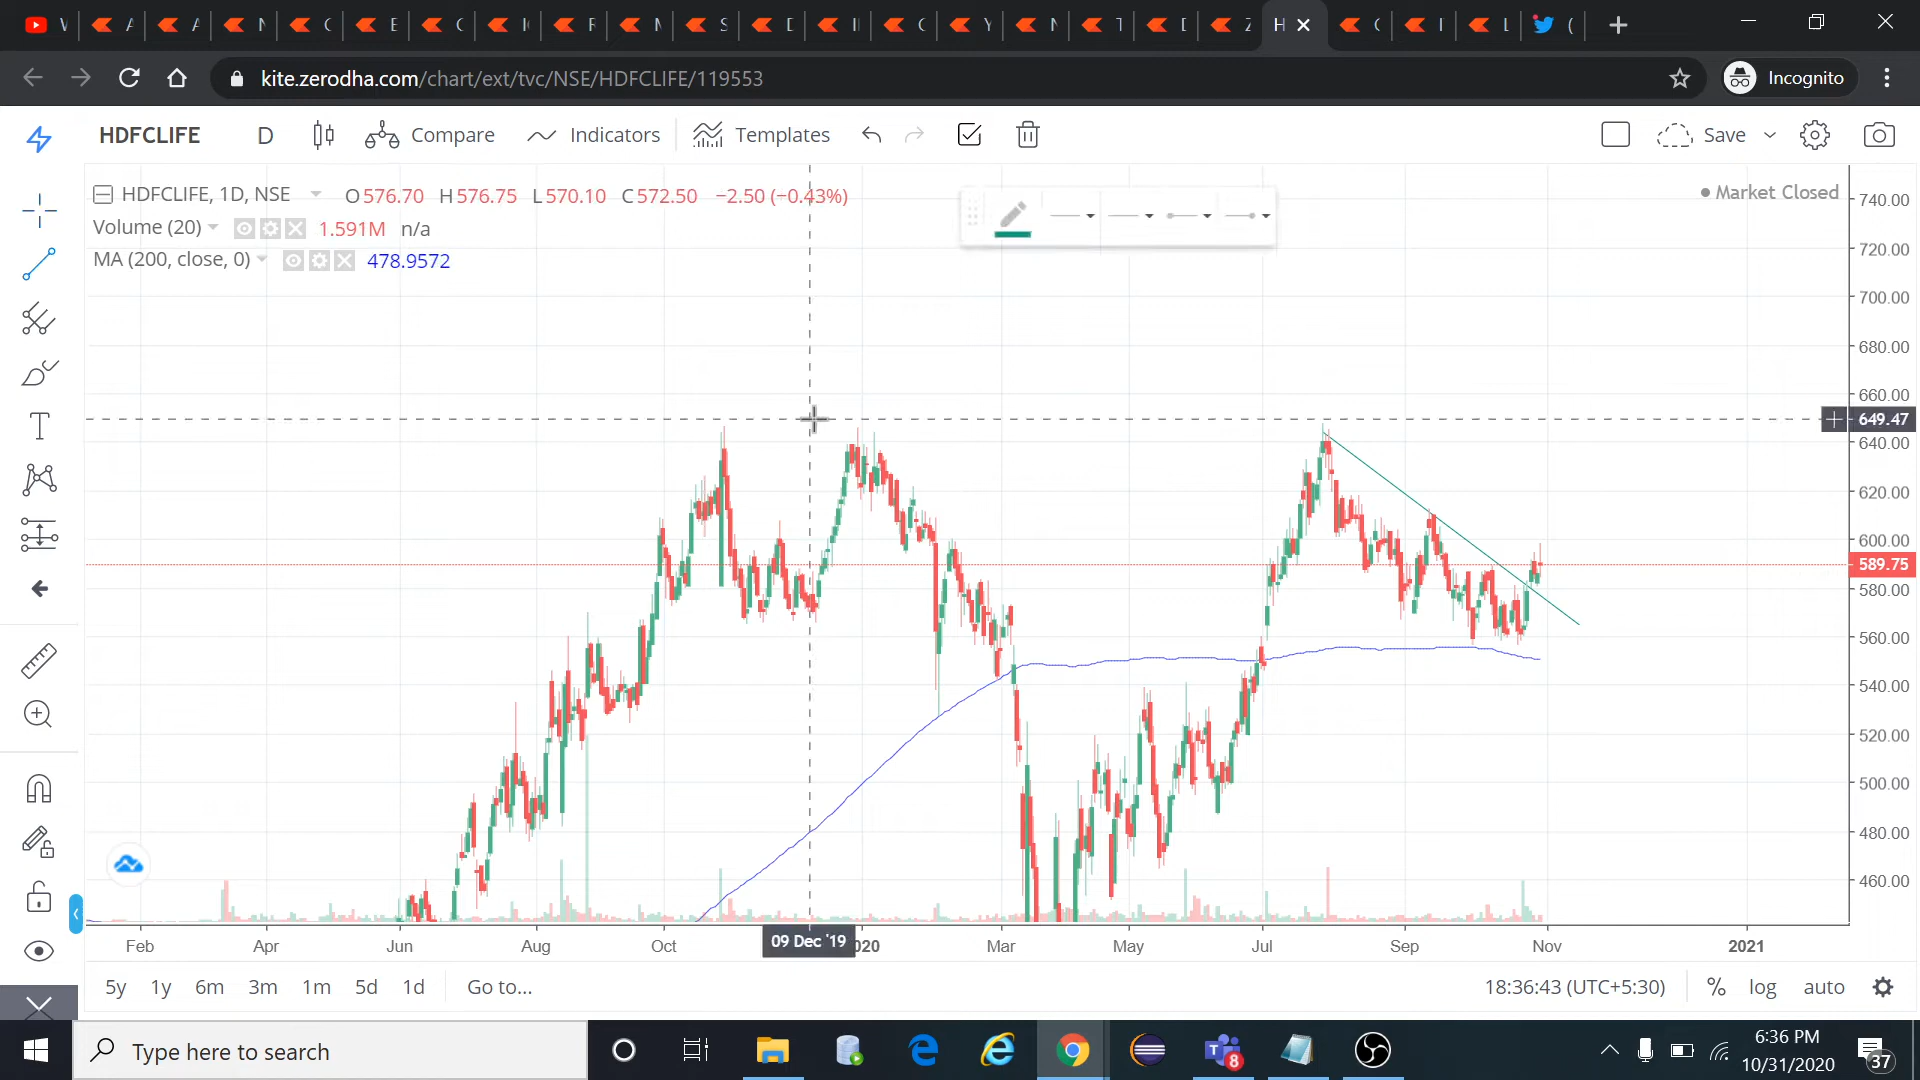 kite.zerodha.com/chart/ext/tvc/NSE/HDFCLIFE/119553
Incognito
HDFCLIFE D Compare Indicators Templates Save
HDFCLIFE, 1D, NSE O576.70 H576.75 L570.10 C572.50 −2.50 (−0.43%)
Market Closed
Volume (20) 1.591M n/a
MA (200, close, 0) 478.9572
740.00
720.00
700.00
680.00
660.00
649.47
640.00
620.00
600.00
589.75
580.00
560.00
540.00
520.00
500.00
480.00
460.00
Feb Apr Jun Aug Oct 09 Dec '19 2020 Mar May Jul Sep Nov 2021
5y 1y 6m 3m 1m 5d 1d Go to... 18:36:43 (UTC+5:30) % log auto
Type here to search
8
6:36 PM
10/31/2020
37